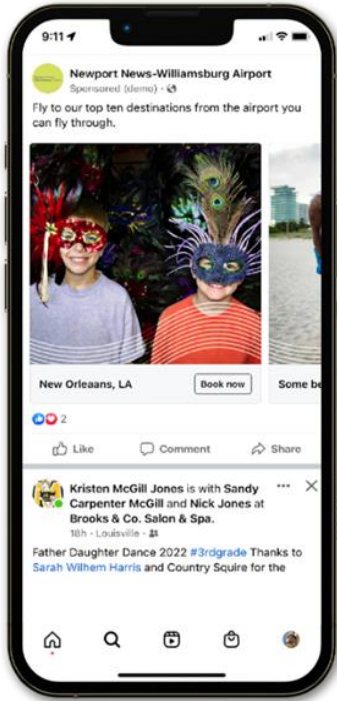 9:11
Newport News-Williamsburg Airport
Sponsored (demo) ·
Fly to our top ten destinations from the airport you
can fly through.
New Orleaans, LA
Book now
Some be
2
Like
Comment
Share
Kristen McGill Jones is with Sandy
Carpenter McGill and Nick Jones at
Brooks & Co. Salon & Spa.
18h · Louisville ·
Father Daughter Dance 2022 #3rdgrade Thanks to
Sarah Wilhem Harris and Country Squire for the